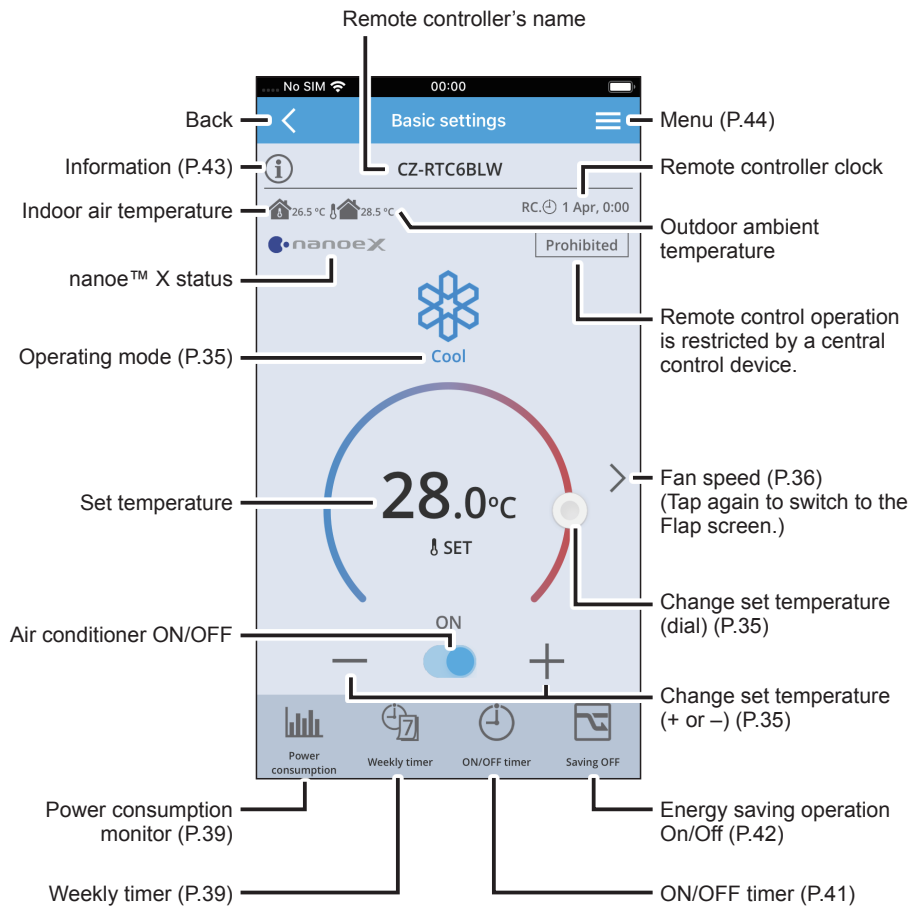 Remote controller's name
No SIM 00:00
Back
Basic settings
Menu (P.44)
Information (P.43)
CZ-RTC6BLW
Remote controller clock
Indoor air temperature
26.5 °C 28.5 °C
RC. 1 Apr, 0:00
Outdoor ambient
temperature
nanoeX
Prohibited
nanoe™ X status
Remote control operation
is restricted by a central
control device.
Operating mode (P.35)
Cool
Set temperature
28.0°C
SET
Fan speed (P.36)
(Tap again to switch to the
Flap screen.)
Change set temperature
(dial) (P.35)
Air conditioner ON/OFF
ON
Change set temperature
(+ or –) (P.35)
7
Power
consumption
Weekly timer
ON/OFF timer
Saving OFF
Power consumption
monitor (P.39)
Energy saving operation
On/Off (P.42)
Weekly timer (P.39)
ON/OFF timer (P.41)